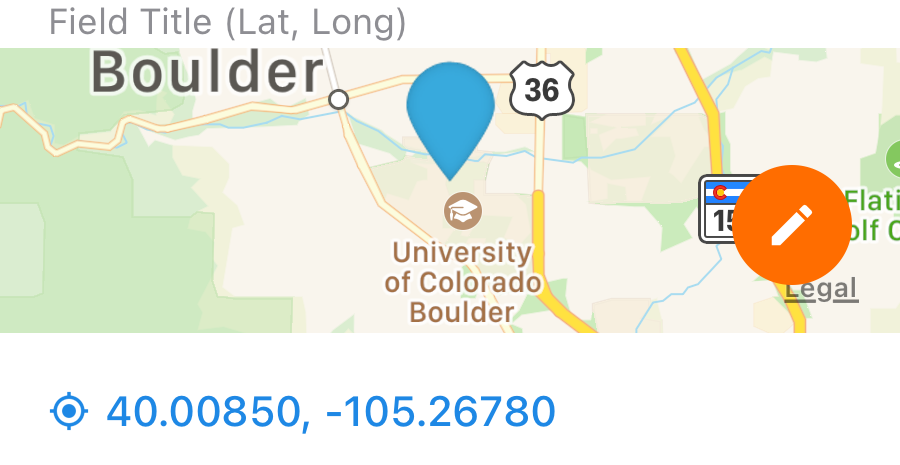 Field Title (Lat, Long)
Boulder
36
Legal
University
of Colorado
Boulder
40.00850, -105.26780